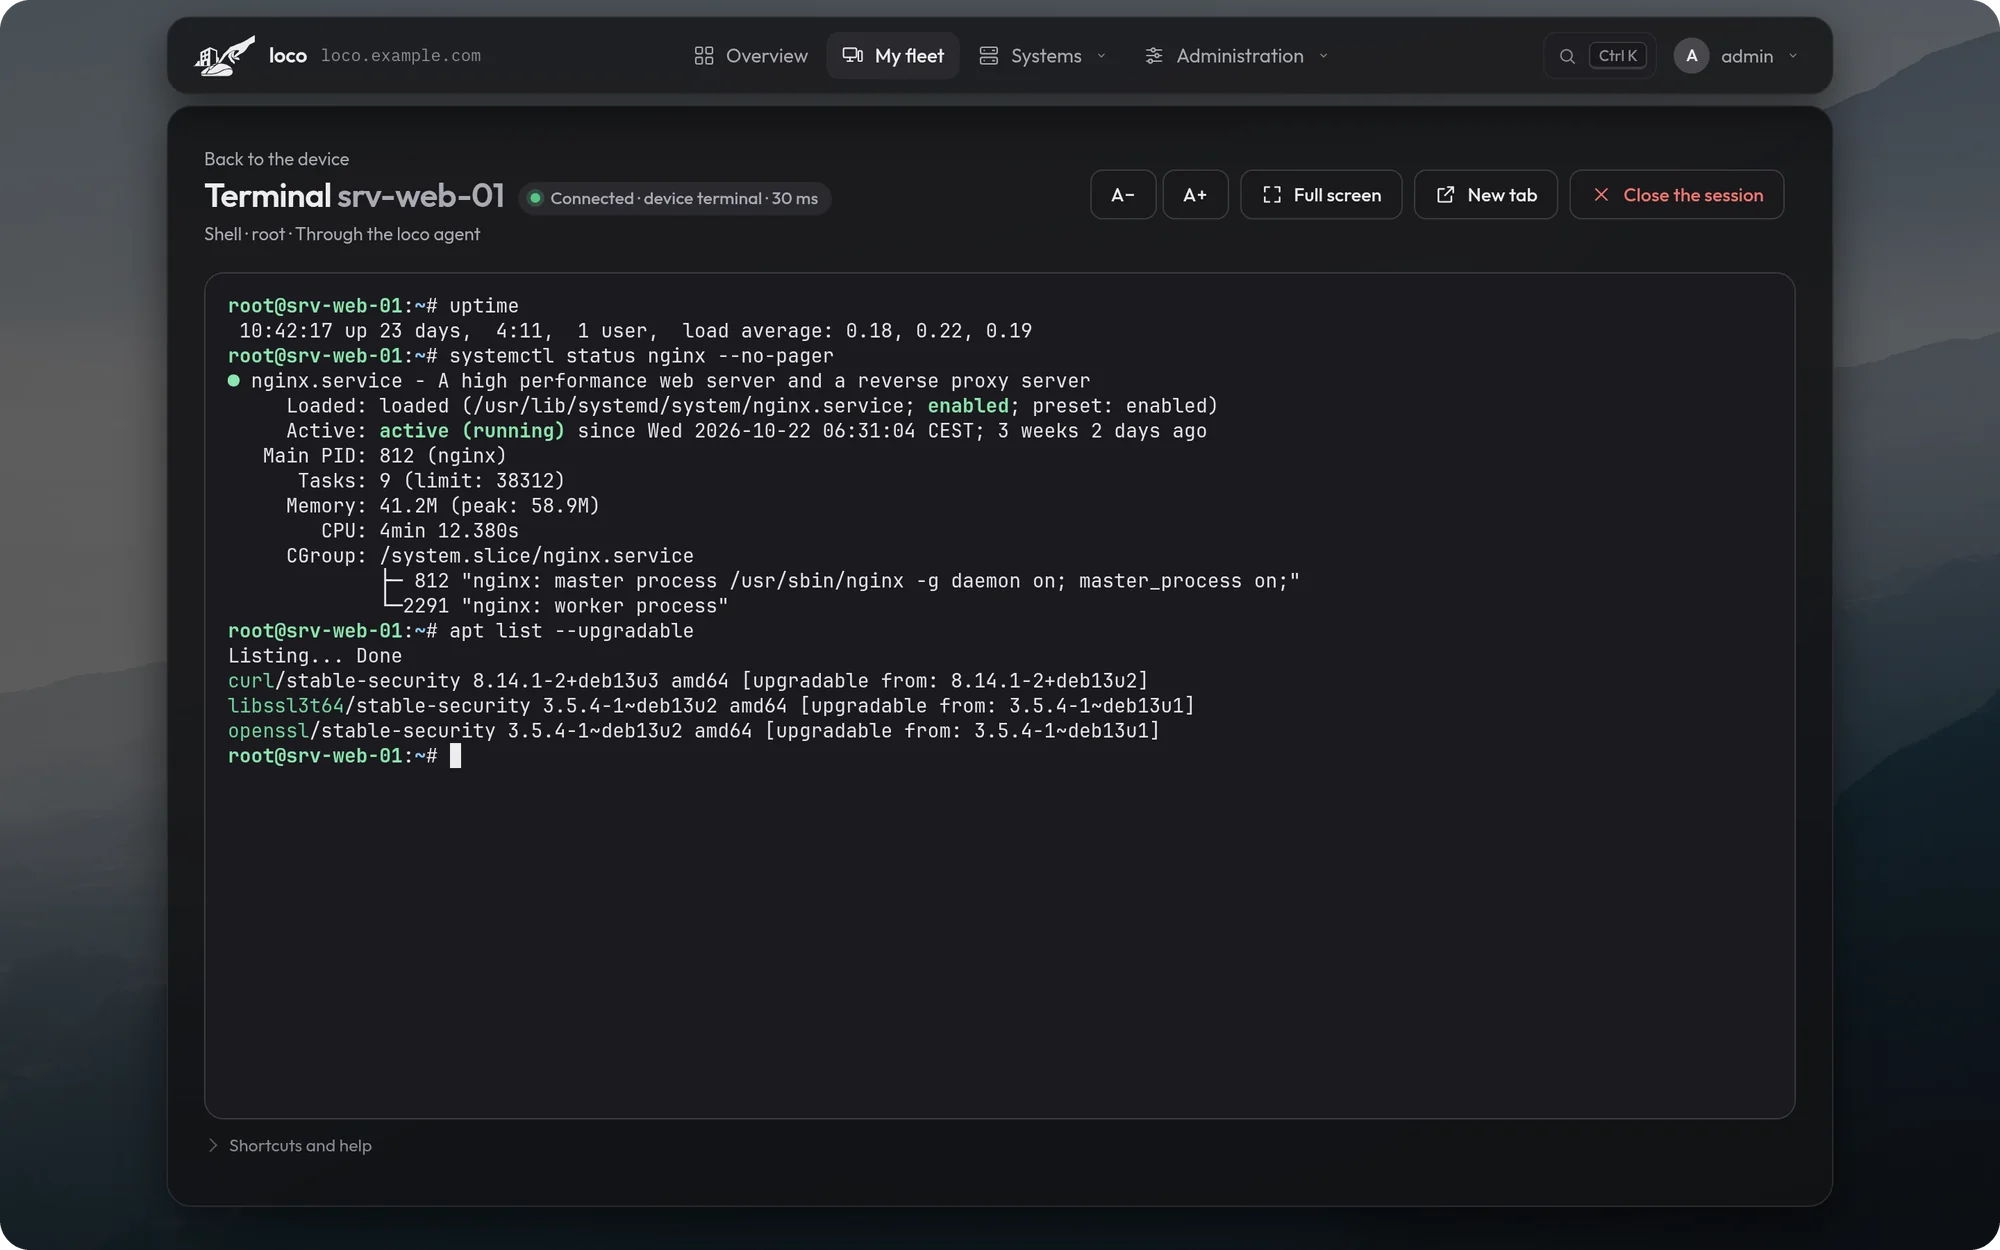 loco loco.example.com Overview My fleet Systems Administration Ctrl K A admin
Back to the device
Terminal srv-web-01 Connected · device terminal · 30 ms A− A+ Full screen New tab Close the session
Shell · root · Through the loco agent
root@srv-web-01:~# uptime
 10:42:17 up 23 days,  4:11,  1 user,  load average: 0.18, 0.22, 0.19
root@srv-web-01:~# systemctl status nginx --no-pager
● nginx.service - A high performance web server and a reverse proxy server
     Loaded: loaded (/usr/lib/systemd/system/nginx.service; enabled; preset: enabled)
     Active: active (running) since Wed 2026-10-22 06:31:04 CEST; 3 weeks 2 days ago
   Main PID: 812 (nginx)
      Tasks: 9 (limit: 38312)
     Memory: 41.2M (peak: 58.9M)
        CPU: 4min 12.380s
     CGroup: /system.slice/nginx.service
             ├─ 812 "nginx: master process /usr/sbin/nginx -g daemon on; master_process on;"
             └─2291 "nginx: worker process"
root@srv-web-01:~# apt list --upgradable
Listing... Done
curl/stable-security 8.14.1-2+deb13u3 amd64 [upgradable from: 8.14.1-2+deb13u2]
libssl3t64/stable-security 3.5.4-1~deb13u2 amd64 [upgradable from: 3.5.4-1~deb13u1]
openssl/stable-security 3.5.4-1~deb13u2 amd64 [upgradable from: 3.5.4-1~deb13u1]
root@srv-web-01:~#
Shortcuts and help